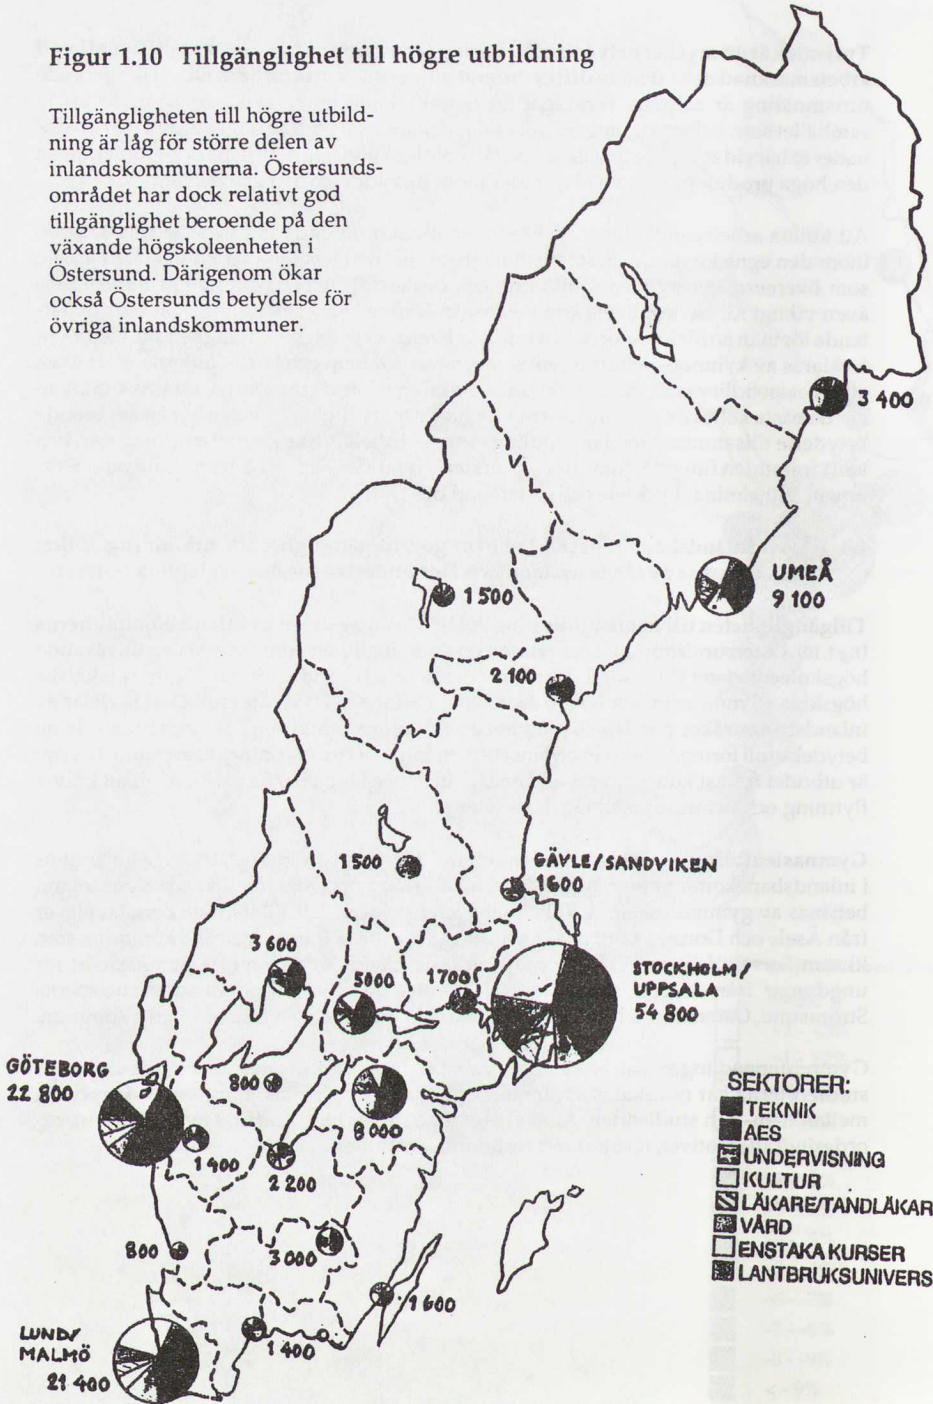 Figur 1.10 Tillgänglighet till högre utbildning
Tillgängligheten till högre utbild-
ning är låg för större delen av
inlandskommunerna. Östersunds-
området har dock relativt god
tillgänglighet beroende på den
växande högskoleenheten i
Östersund. Därigenom ökar
också Östersunds betydelse för
övriga inlandskommuner.
3 400
UMEÅ
9 100
1 500
2 100
1 500
GÄVLE/SANDVIKEN
1600
3 600
5000
1700
STOCKHOLM/
UPPSALA
54 800
GÖTEBORG
22 800
800
8000
1 400
2 200
800
3 000
1 600
1 400
LUND/
MALMÖ
21 400
SEKTORER:
TEKNIK
AES
UNDERVISNING
KULTUR
LÄKARE/TANDLÄKAR
VÅRD
ENSTAKA KURSER
LANTBRUKSUNIVERS